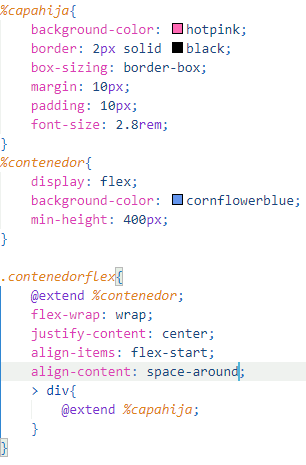 %capahija{
background-color: hotpink;
border: 2px solid black;
box-sizing: border-box;
margin: 10px;
padding: 10px;
font-size: 2.8rem;
}
%contenedor{
display: flex;
background-color: cornflowerblue;
min-height: 400px;
}
.contenedorflex{
@extend %contenedor;
flex-wrap: wrap;
justify-content: center;
align-items: flex-start;
align-content: space-around;
> div{
@extend %capahija;
}
}